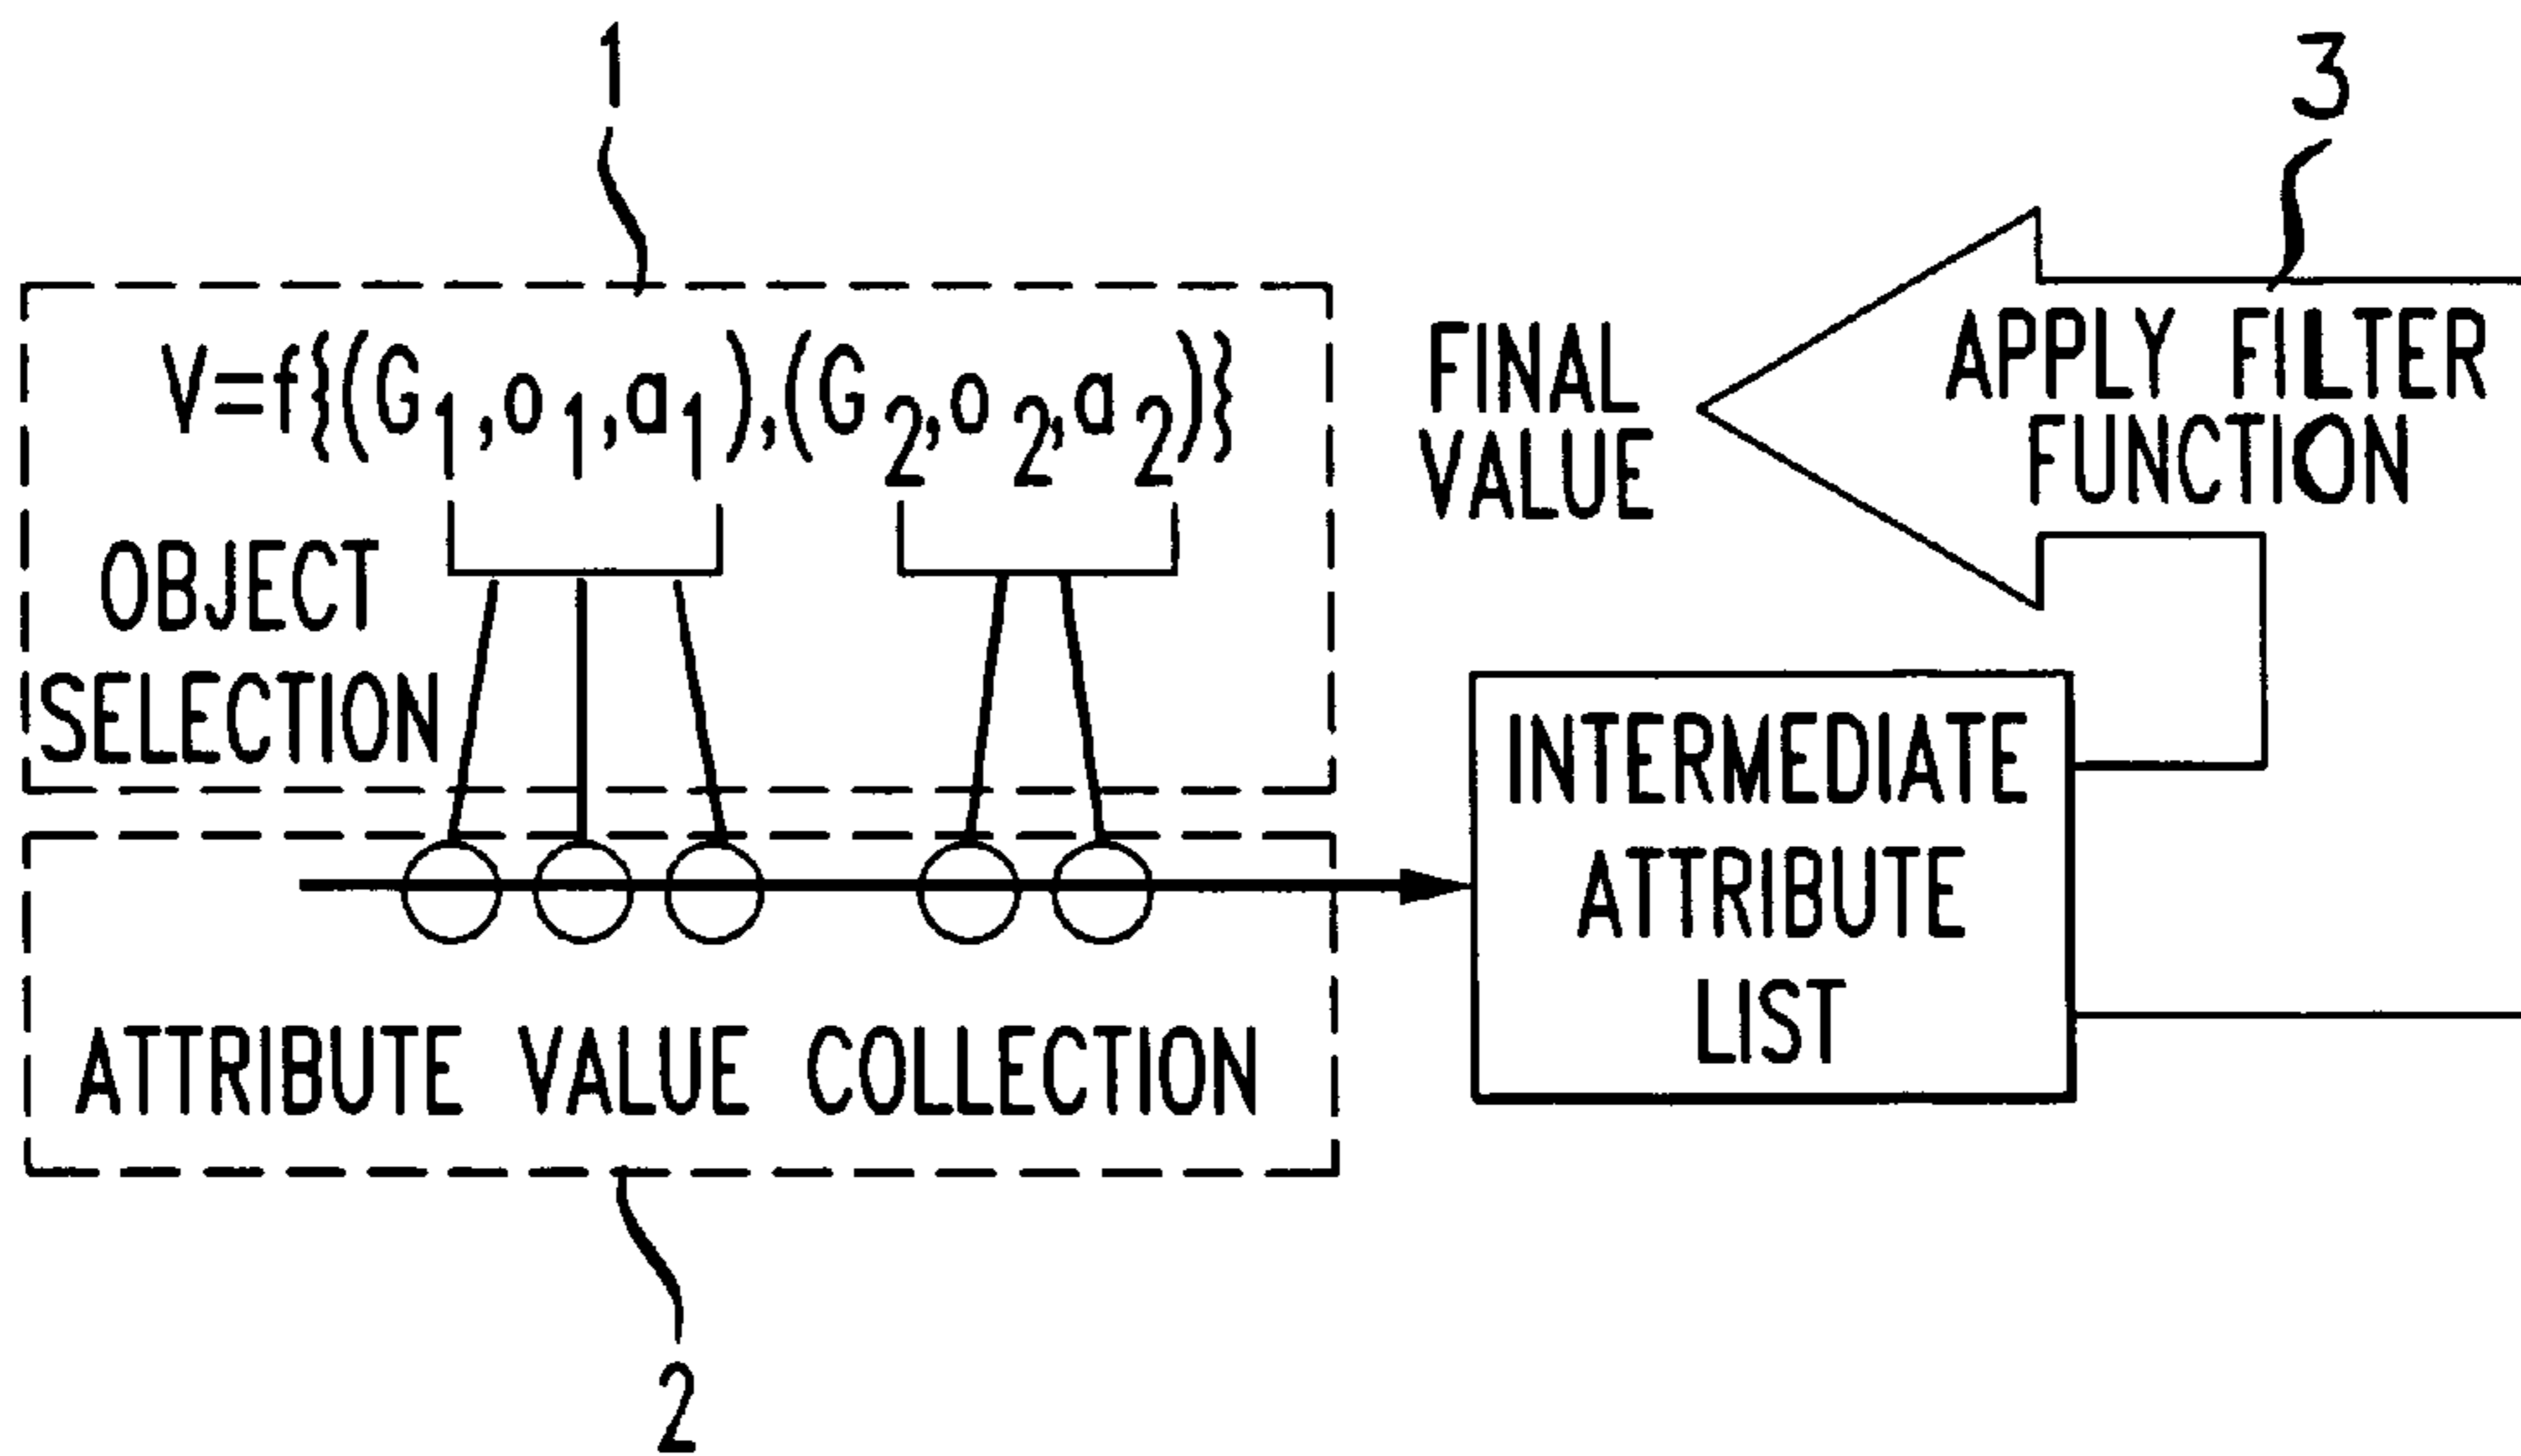 1
3
V=f{(G₁,o₁,a₁),(G₂,o₂,a₂)}
OBJECT
SELECTION
FINAL
VALUE
APPLY FILTER
FUNCTION
INTERMEDIATE
ATTRIBUTE
LIST
ATTRIBUTE VALUE COLLECTION
2